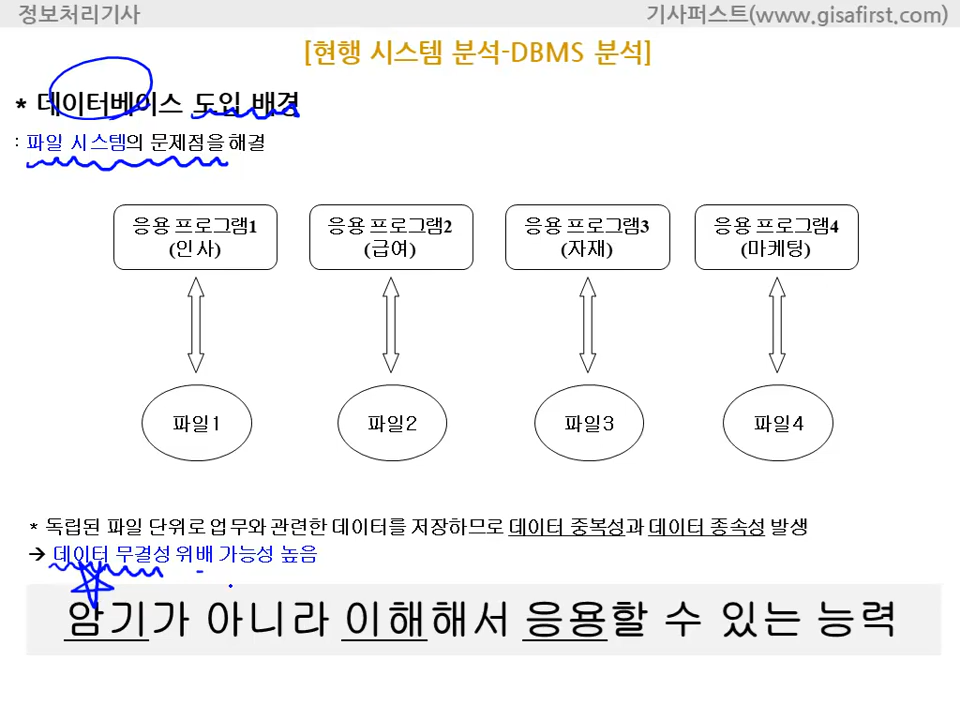 정보처리기사
기사퍼스트(www.gisafirst.com)
[현행 시스템 분석-DBMS 분석]
* 데이터베이스 도입 배경
: 파일 시스템의 문제점을 해결
응용 프로그램1
(인사)
응용 프로그램2
(급여)
응용 프로그램3
(자재)
응용 프로그램4
(마케팅)
파일1
파일2
파일3
파일4
* 독립된 파일 단위로 업무와 관련한 데이터를 저장하므로 데이터 중복성과 데이터 종속성 발생
→ 데이터 무결성 위배 가능성 높음
암기가 아니라 이해해서 응용할 수 있는 능력